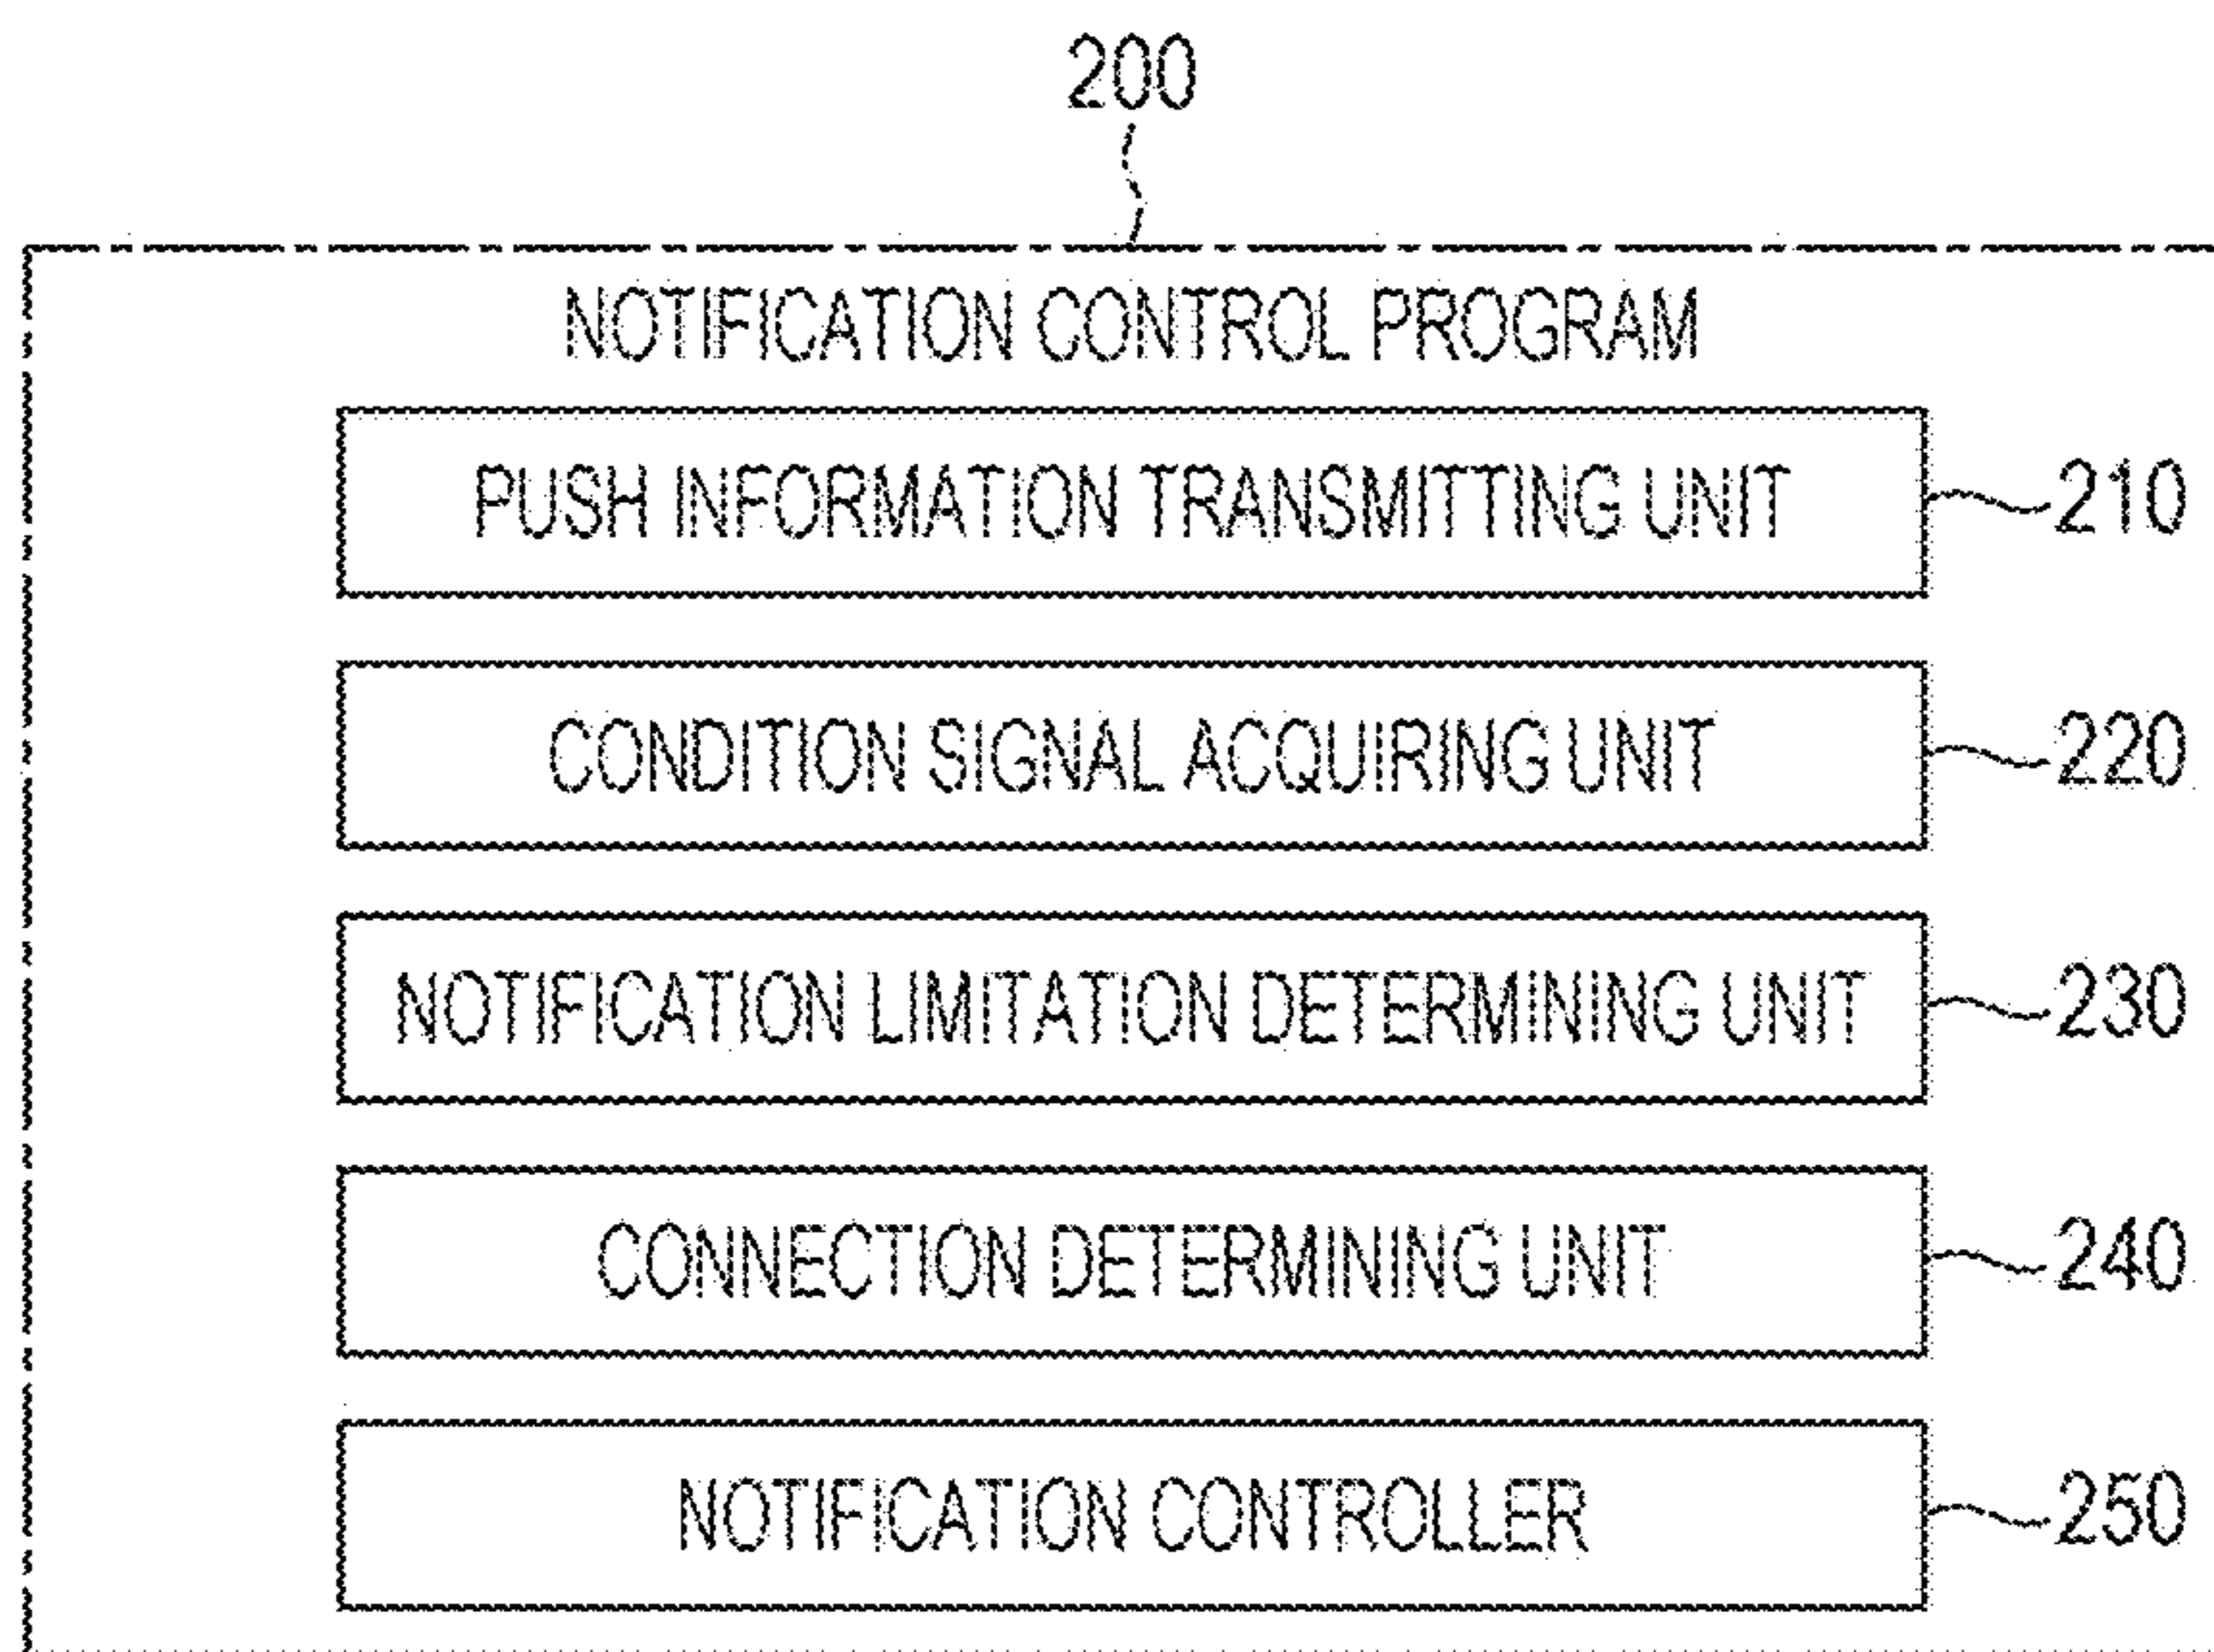 200
NOTIFICATION CONTROL PROGRAM
PUSH INFORMATION TRANSMITTING UNIT
210
CONDITION SIGNAL ACQUIRING UNIT
220
NOTIFICATION LIMITATION DETERMINING UNIT
230
CONNECTION DETERMINING UNIT
240
NOTIFICATION CONTROLLER
250